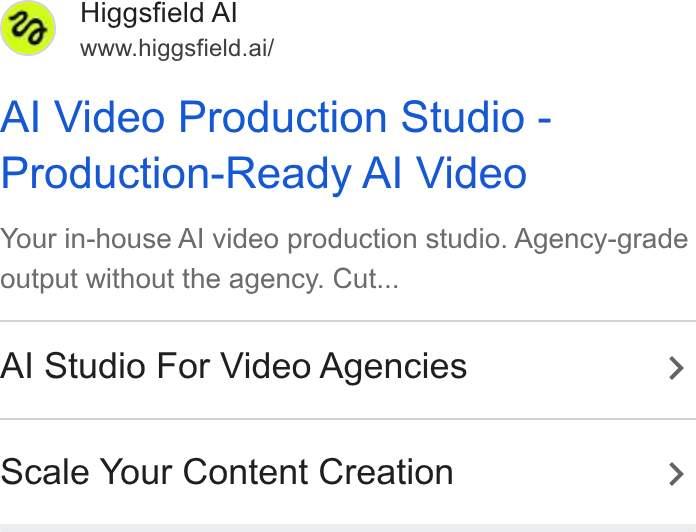 Higgsfield AI
www.higgsfield.ai/
AI Video Production Studio -
Production-Ready AI Video
Your in-house AI video production studio. Agency-grade
output without the agency. Cut...
AI Studio For Video Agencies
Scale Your Content Creation